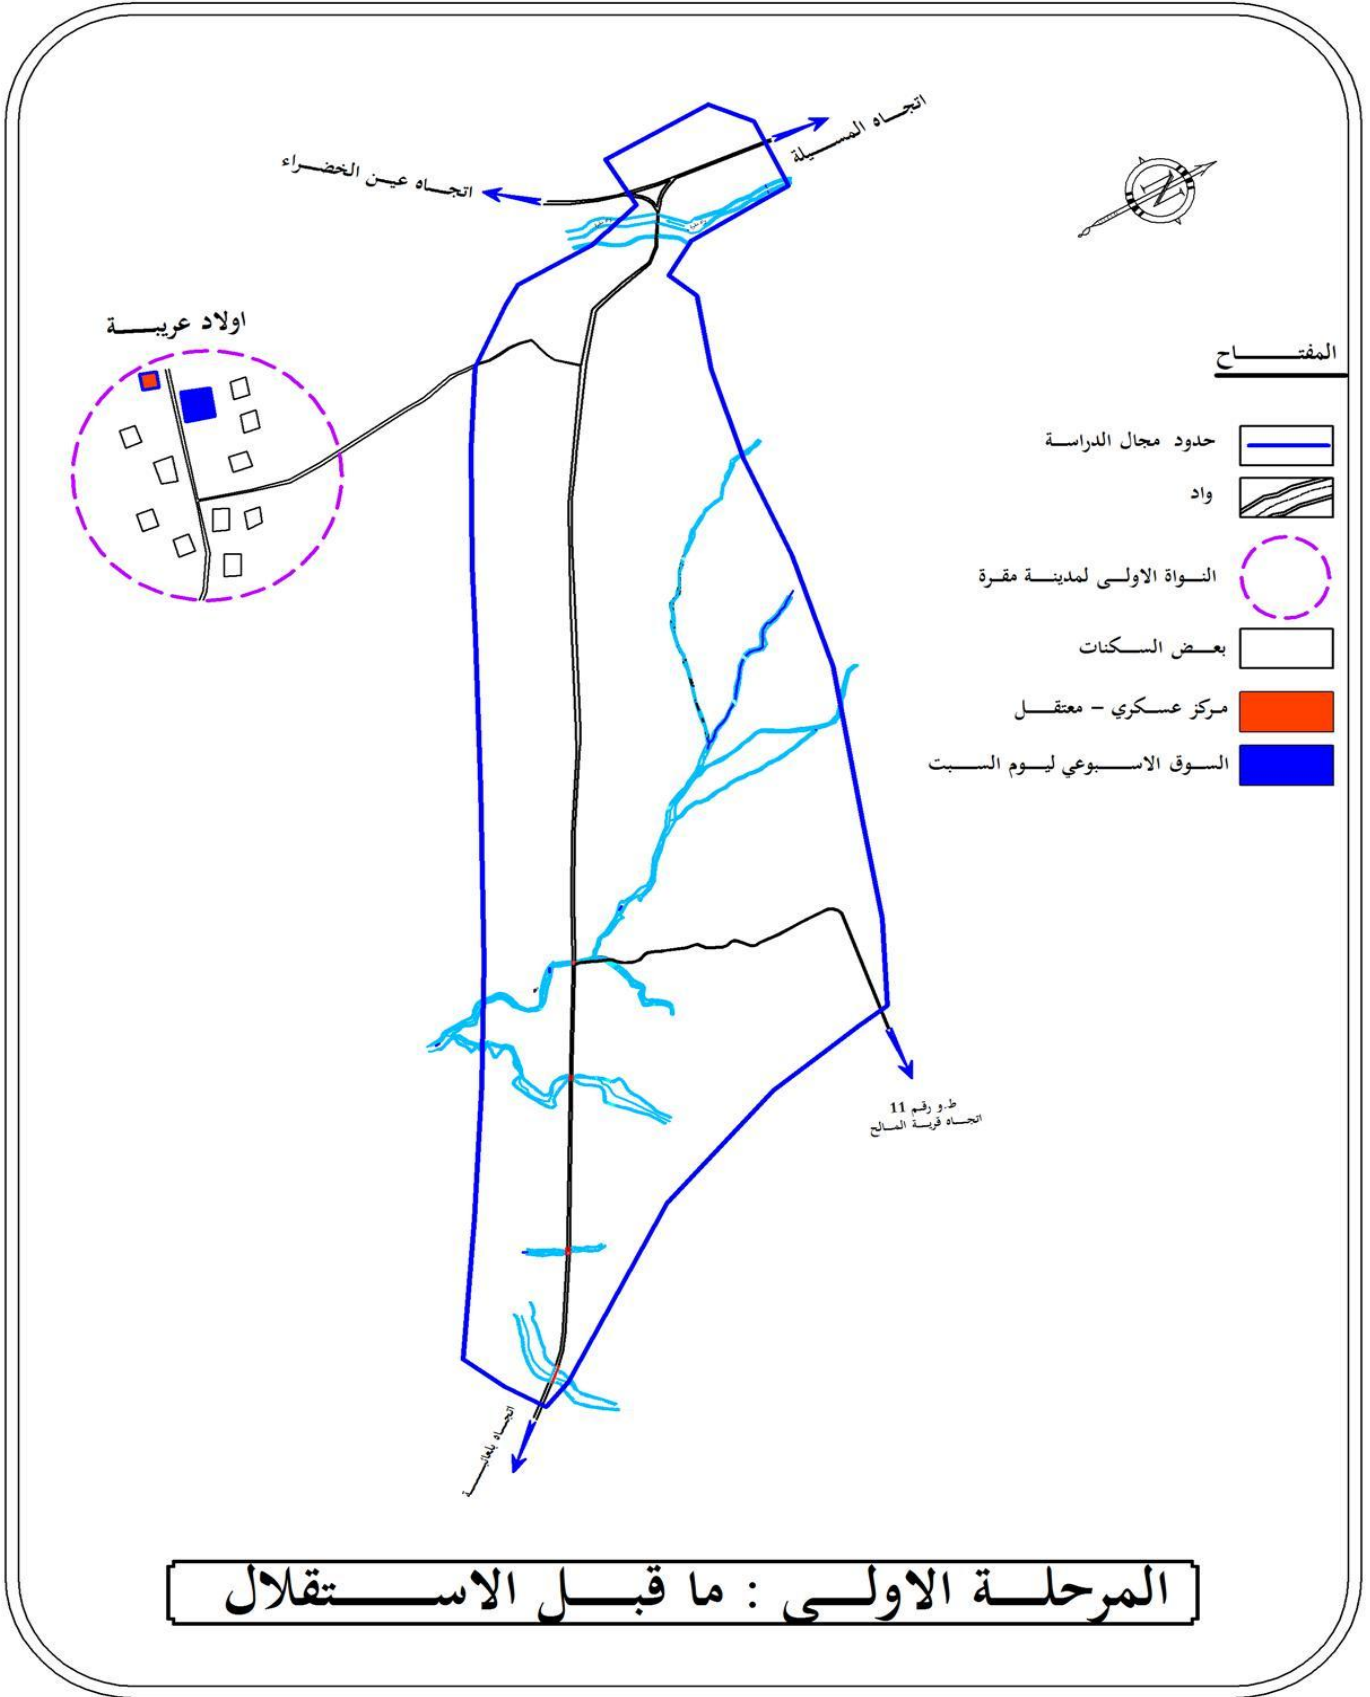 اتجاه المسيلة
اتجاه عين الخضراء
N
اولاد عريبة
المفتاح
حدود مجال الدراسة
واد
النواة الاولى لمدينة مقرة
بعض السكنات
مركز عسكري – معتقل
السوق الاسبوعي ليوم السبت
ط.و رقم 11
اتجاه قرية المالح
اتجاه بلعايبة
المرحلة الاولى : ما قبل الاستقلال